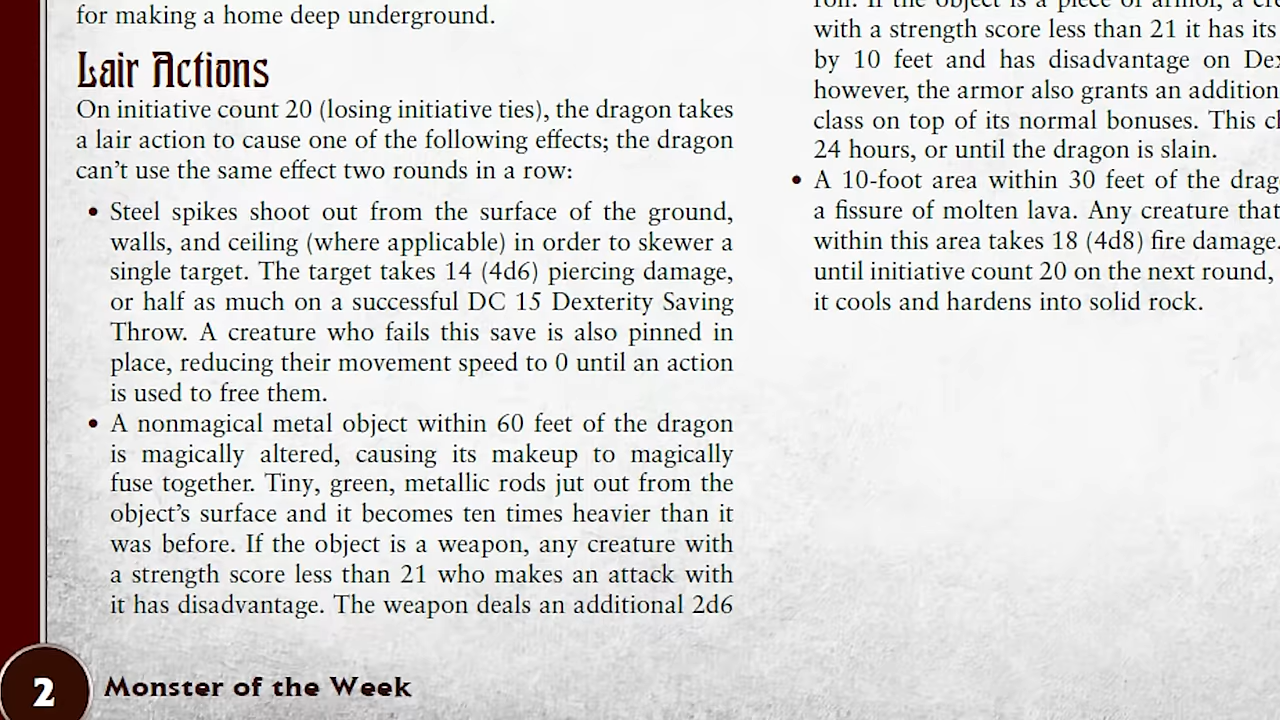 for making a home deep underground.
Lair Actions
On initiative count 20 (losing initiative ties), the dragon takes
a lair action to cause one of the following effects; the dragon
can't use the same effect two rounds in a row:
• Steel spikes shoot out from the surface of the ground,
walls, and ceiling (where applicable) in order to skewer a
single target. The target takes 14 (4d6) piercing damage,
or half as much on a successful DC 15 Dexterity Saving
Throw. A creature who fails this save is also pinned in
place, reducing their movement speed to 0 until an action
is used to free them.
• A nonmagical metal object within 60 feet of the dragon
is magically altered, causing its makeup to magically
fuse together. Tiny, green, metallic rods jut out from the
object's surface and it becomes ten times heavier than it
was before. If the object is a weapon, any creature with
a strength score less than 21 who makes an attack with
it has disadvantage. The weapon deals an additional 2d6
If the object is a piece of armor, a
with a strength score less than 21 it has its
by 10 feet and has disadvantage on
however, the armor also grants an
class on top of its normal bonuses. This
24 hours, or until the dragon is slain.
• A 10-foot area within 30 feet of the
a fissure of molten lava. Any creature that
within this area takes 18 (4d8) fire damage.
until initiative count 20 on the next round,
it cools and hardens into solid rock.
2 Monster of the Week